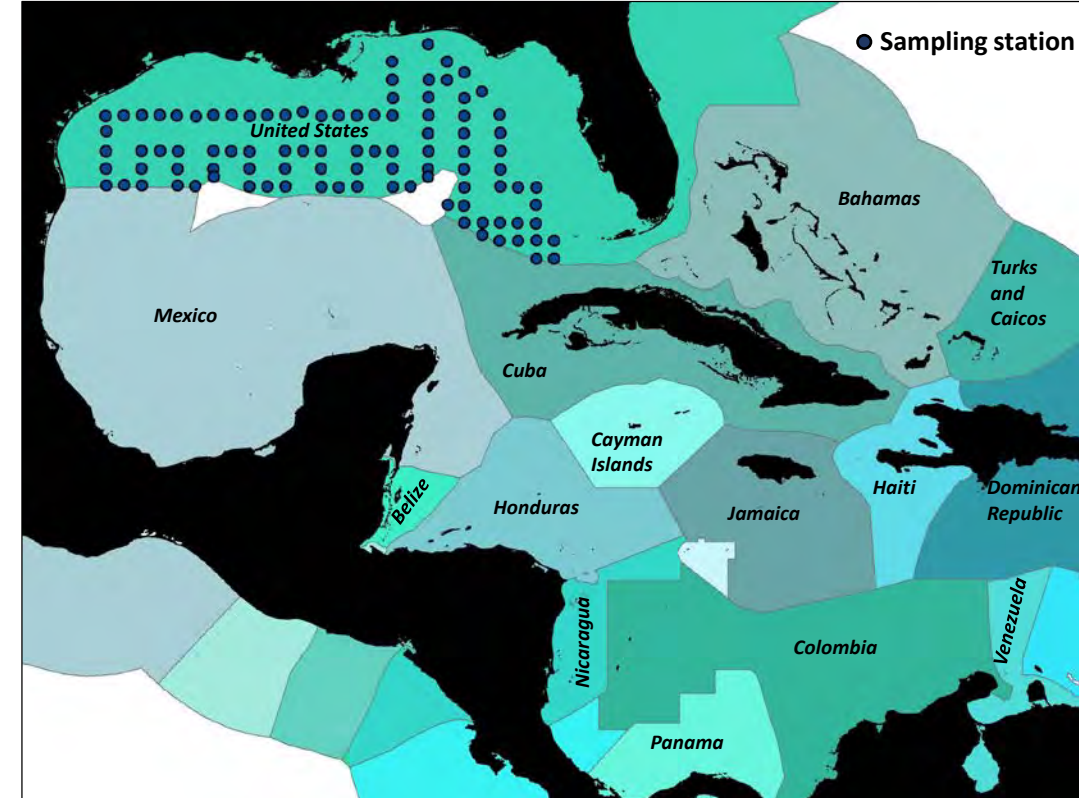 Sampling station
United States
Bahamas
Turks
and
Caicos
Mexico
Cuba
Cayman
Islands
Belize
Honduras
Jamaica
Haiti
Dominican
Republic
Nicaragua
Colombia
Venezuela
Panama